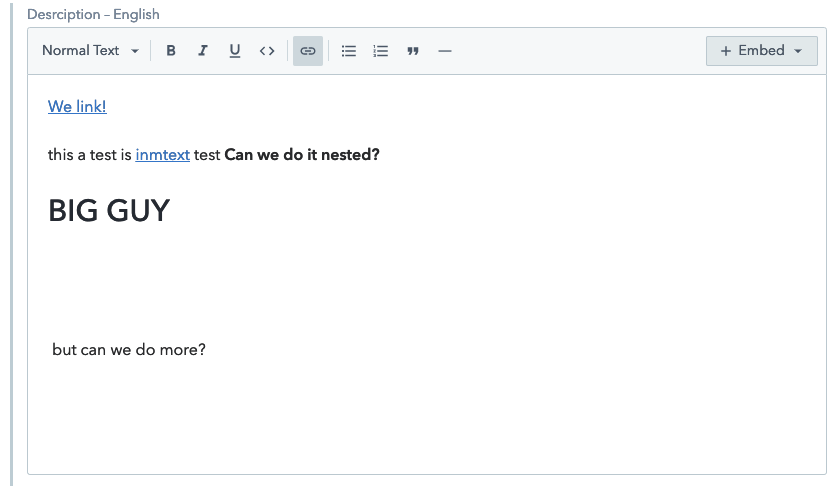 Desrciption – English
Normal Text B I U <> + Embed
We link!
this a test is inmtext test Can we do it nested?
BIG GUY
but can we do more?